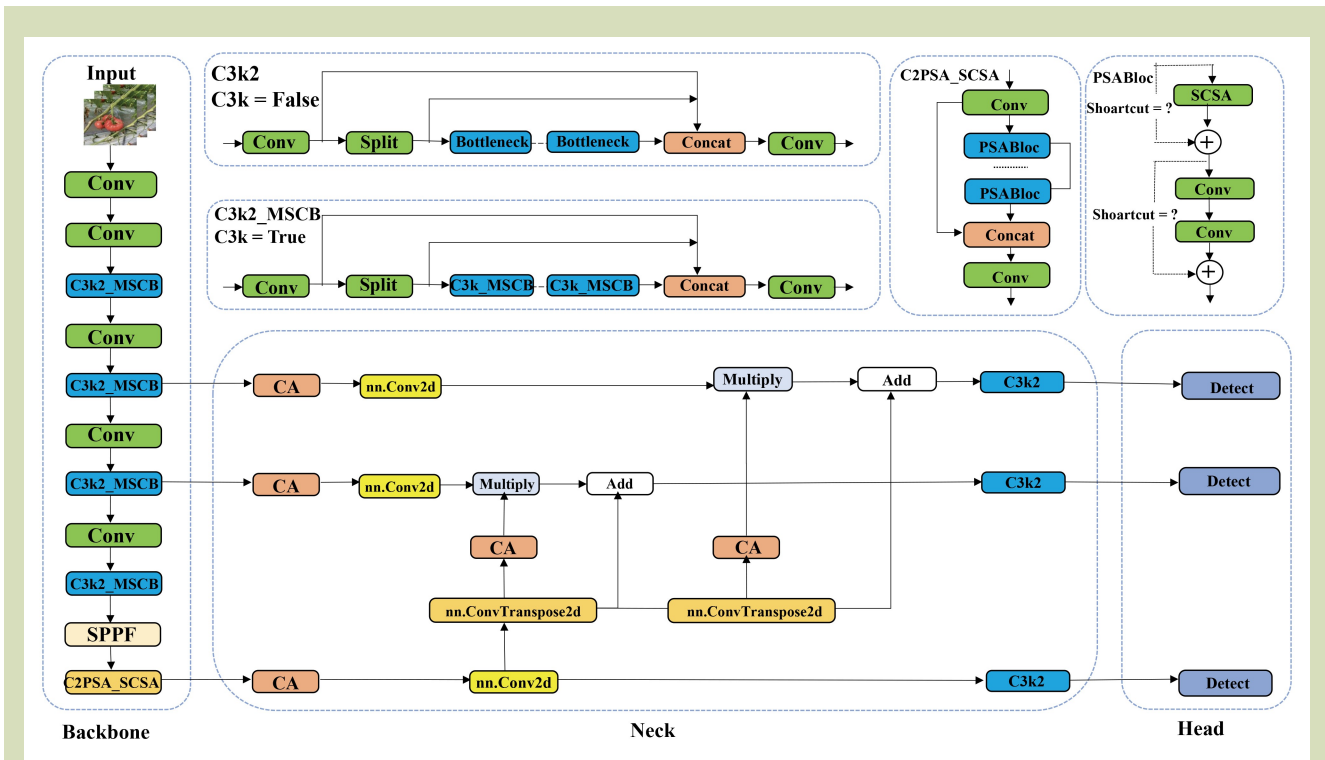 Input
Conv
Conv
C3k2_MSCB
Conv
C3k2_MSCB
Conv
C3k2_MSCB
Conv
C3k2_MSCB
SPPF
C2PSA_SCSA
Backbone
C3k2
C3k = False
Conv Split Bottleneck Bottleneck Concat Conv
C3k2_MSCB
C3k = True
Conv Split C3k_MSCB C3k_MSCB Concat Conv
C2PSA_SCSA
Conv
PSABloc
PSABloc
Concat
Conv
PSABloc
SCSA
Shoartcut = ?
Conv
Shoartcut = ?
Conv
CA nn.Conv2d Multiply Add C3k2
CA nn.Conv2d Multiply Add C3k2
CA CA
nn.ConvTranspose2d nn.ConvTranspose2d
CA nn.Conv2d C3k2
Neck
Detect
Detect
Detect
Head